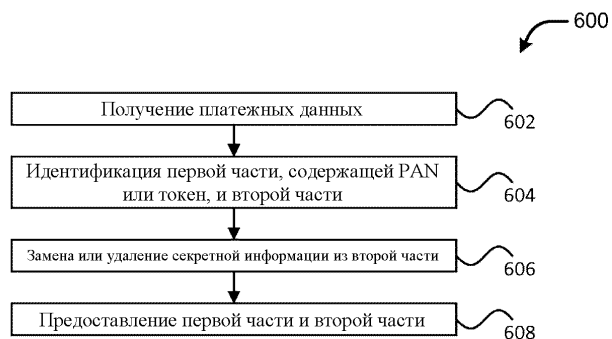 600
Получение платежных данных
602
Идентификация первой части, содержащей PAN
или токен, и второй части
604
Замена или удаление секретной информации из второй части
606
Предоставление первой части и второй части
608